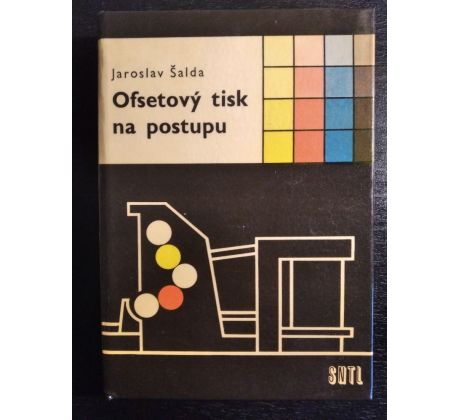 Jaroslav Šalda
Ofsetový tisk
na postupu
SNTL